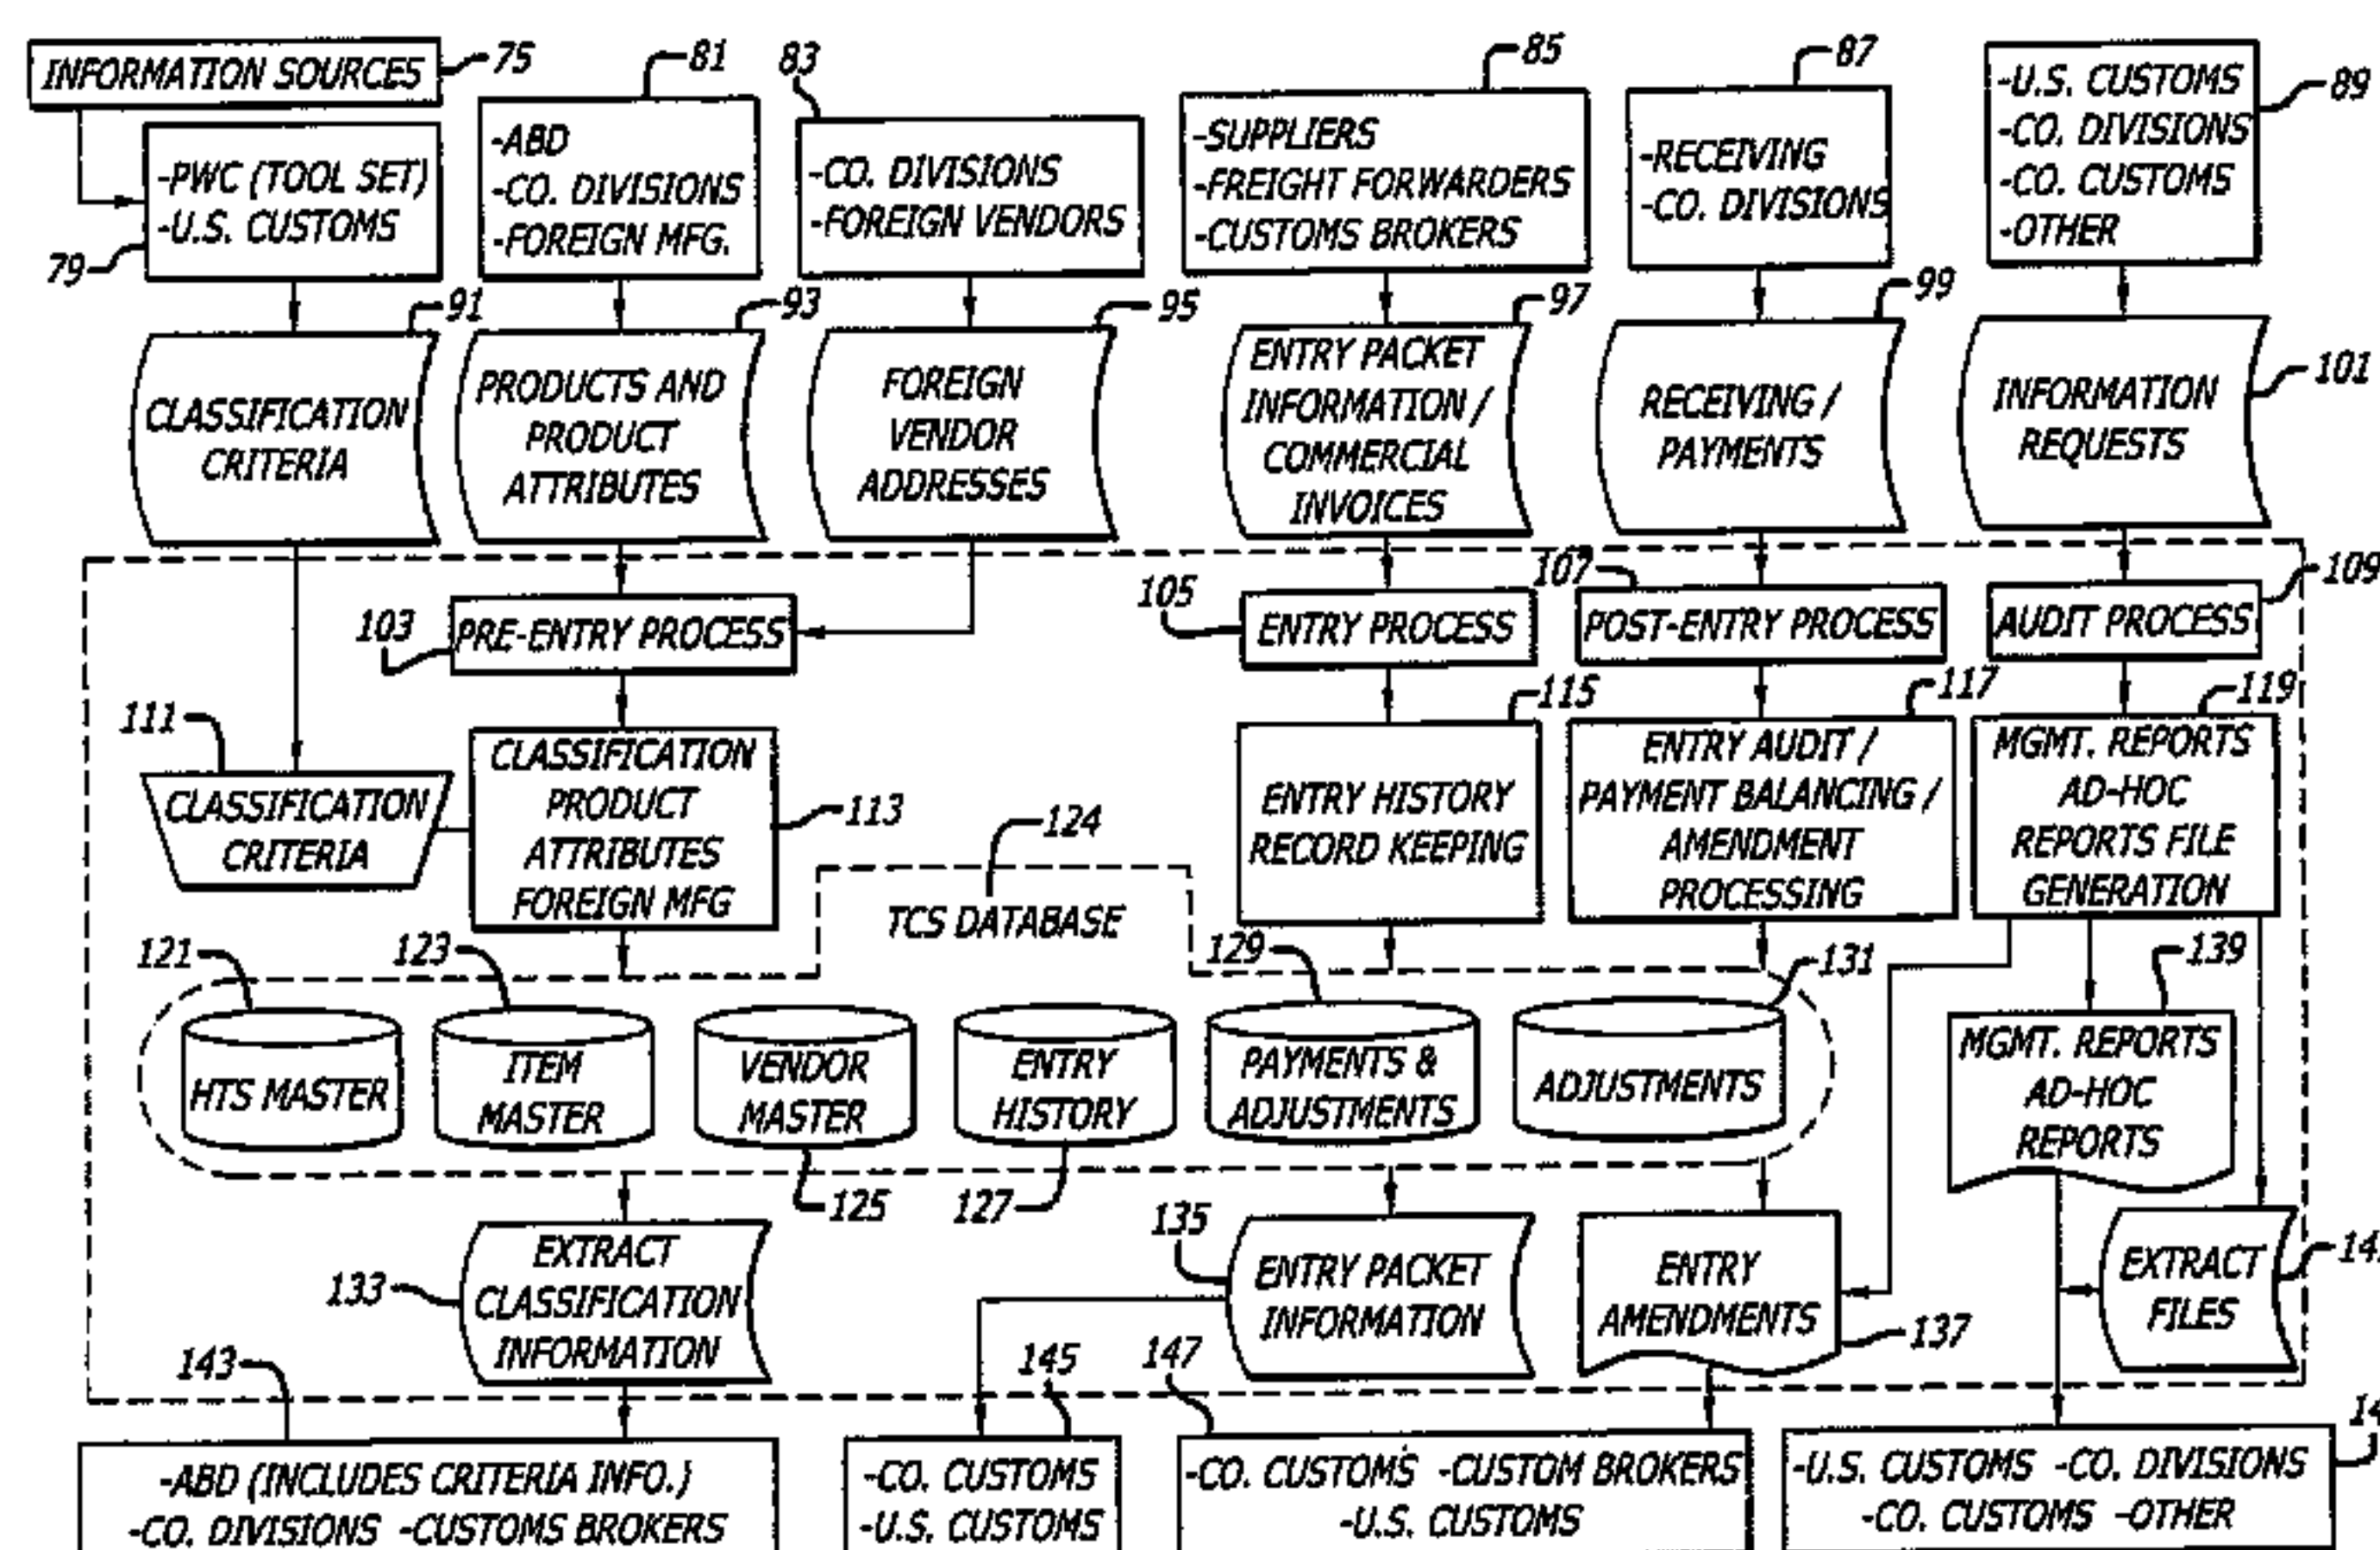 INFORMATION SOURCES
75
-PWC (TOOL SET)
-U.S. CUSTOMS
79
81
-ABD
-CO. DIVISIONS
-FOREIGN MFG.
83
-CO. DIVISIONS
-FOREIGN VENDORS
85
-SUPPLIERS
-FREIGHT FORWARDERS
-CUSTOMS BROKERS
87
-RECEIVING
-CO. DIVISIONS
89
-U.S. CUSTOMS
-CO. DIVISIONS
-CO. CUSTOMS
-OTHER
91
CLASSIFICATION
CRITERIA
93
PRODUCTS AND
PRODUCT
ATTRIBUTES
95
FOREIGN
VENDOR
ADDRESSES
97
ENTRY PACKET
INFORMATION /
COMMERCIAL
INVOICES
99
RECEIVING /
PAYMENTS
101
INFORMATION
REQUESTS
103
PRE-ENTRY PROCESS
105
ENTRY PROCESS
107
POST-ENTRY PROCESS
109
AUDIT PROCESS
111
CLASSIFICATION
CRITERIA
113
CLASSIFICATION
PRODUCT
ATTRIBUTES
FOREIGN MFG
115
ENTRY HISTORY
RECORD KEEPING
117
ENTRY AUDIT /
PAYMENT BALANCING /
AMENDMENT
PROCESSING
119
MGMT. REPORTS
AD-HOC
REPORTS FILE
GENERATION
124
TCS DATABASE
121
HTS MASTER
123
ITEM
MASTER
VENDOR
MASTER
125
ENTRY
HISTORY
127
129
PAYMENTS &
ADJUSTMENTS
131
ADJUSTMENTS
139
MGMT. REPORTS
AD-HOC
REPORTS
133
EXTRACT
CLASSIFICATION
INFORMATION
135
ENTRY PACKET
INFORMATION
ENTRY
AMENDMENTS
137
EXTRACT
FILES
143
-ABD (INCLUDES CRITERIA INFO.)
-CO. DIVISIONS -CUSTOMS BROKERS
145
-CO. CUSTOMS
-U.S. CUSTOMS
147
-CO. CUSTOMS -CUSTOM BROKERS
-U.S. CUSTOMS
-U.S. CUSTOMS -CO. DIVISIONS
-CO. CUSTOMS -OTHER